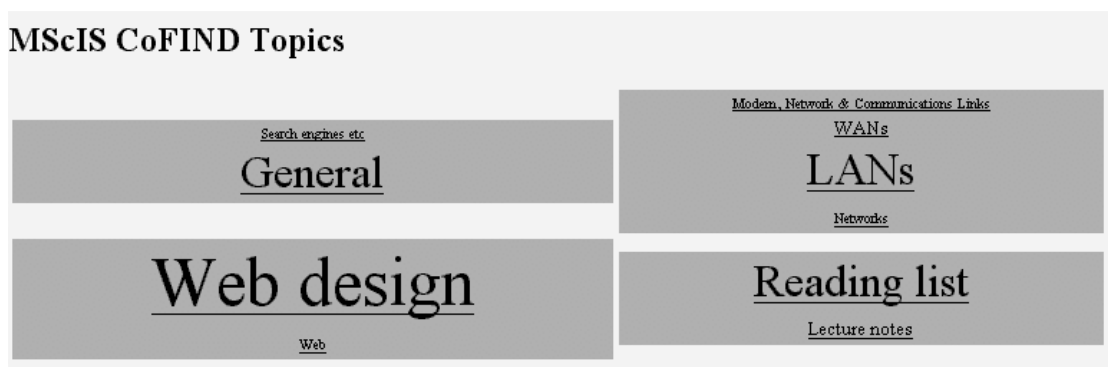 MScIS CoFIND Topics
Search engines etc
General
Modem, Network & Communications Links
WANs
LANs
Networks
Web design
Web
Reading list
Lecture notes